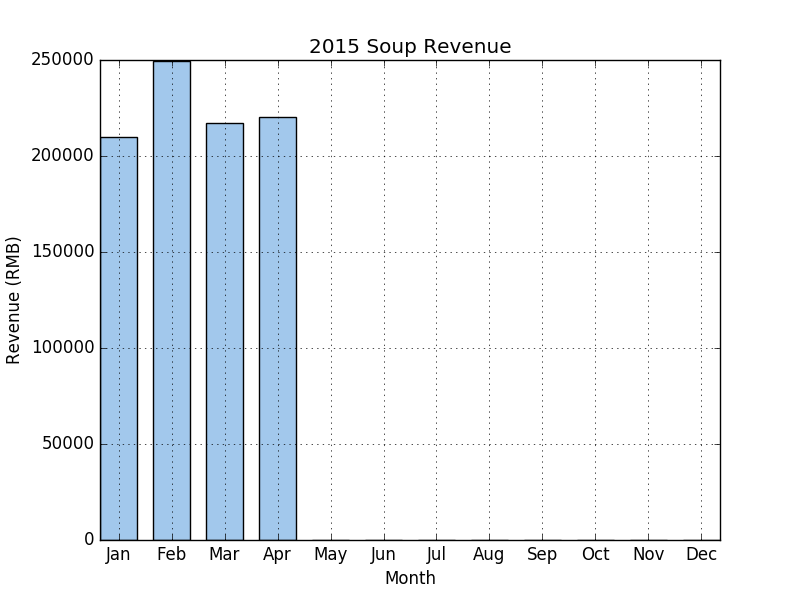 2015 Soup Revenue
250000
200000
150000
100000
50000
0
Revenue (RMB)
Jan Feb Mar Apr May Jun Jul Aug Sep Oct Nov Dec
Month